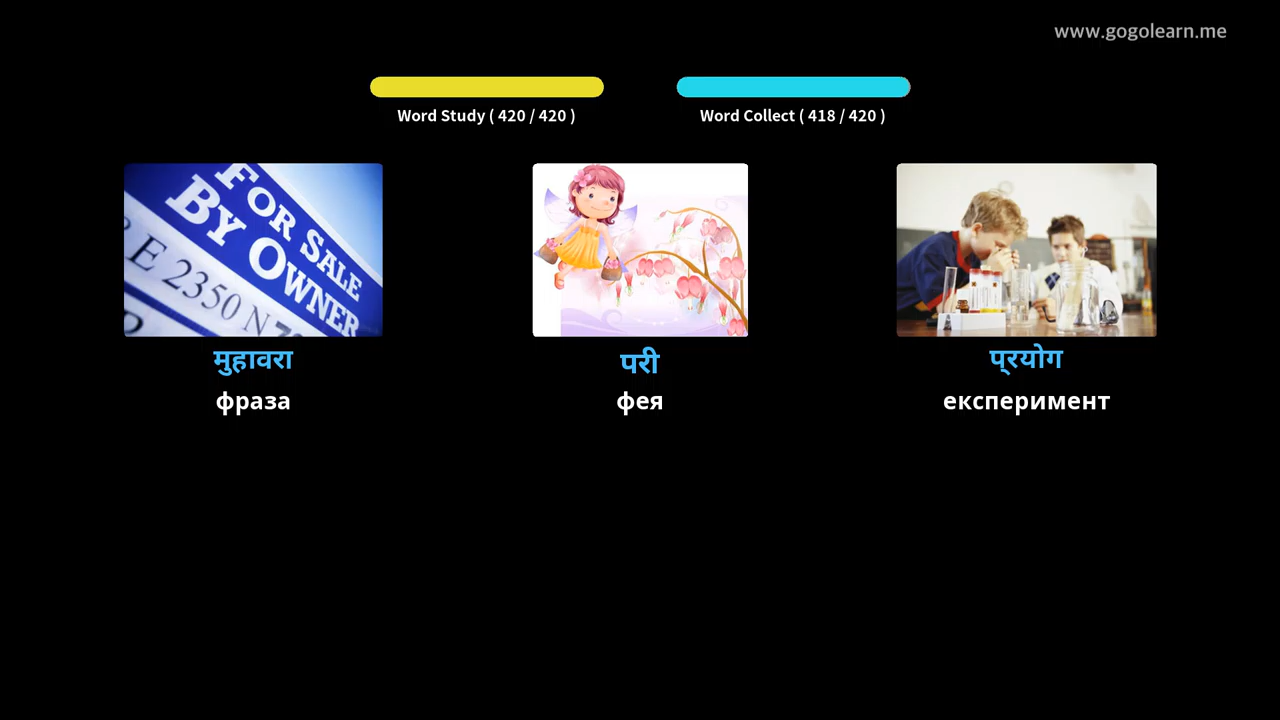 www.gogolearn.me
Word Study ( 420 / 420 )
Word Collect ( 418 / 420 )
FOR SALE
BY OWNER
E 2350 N
मुहावरा
परी
प्रयोग
фраза
фея
експеримент